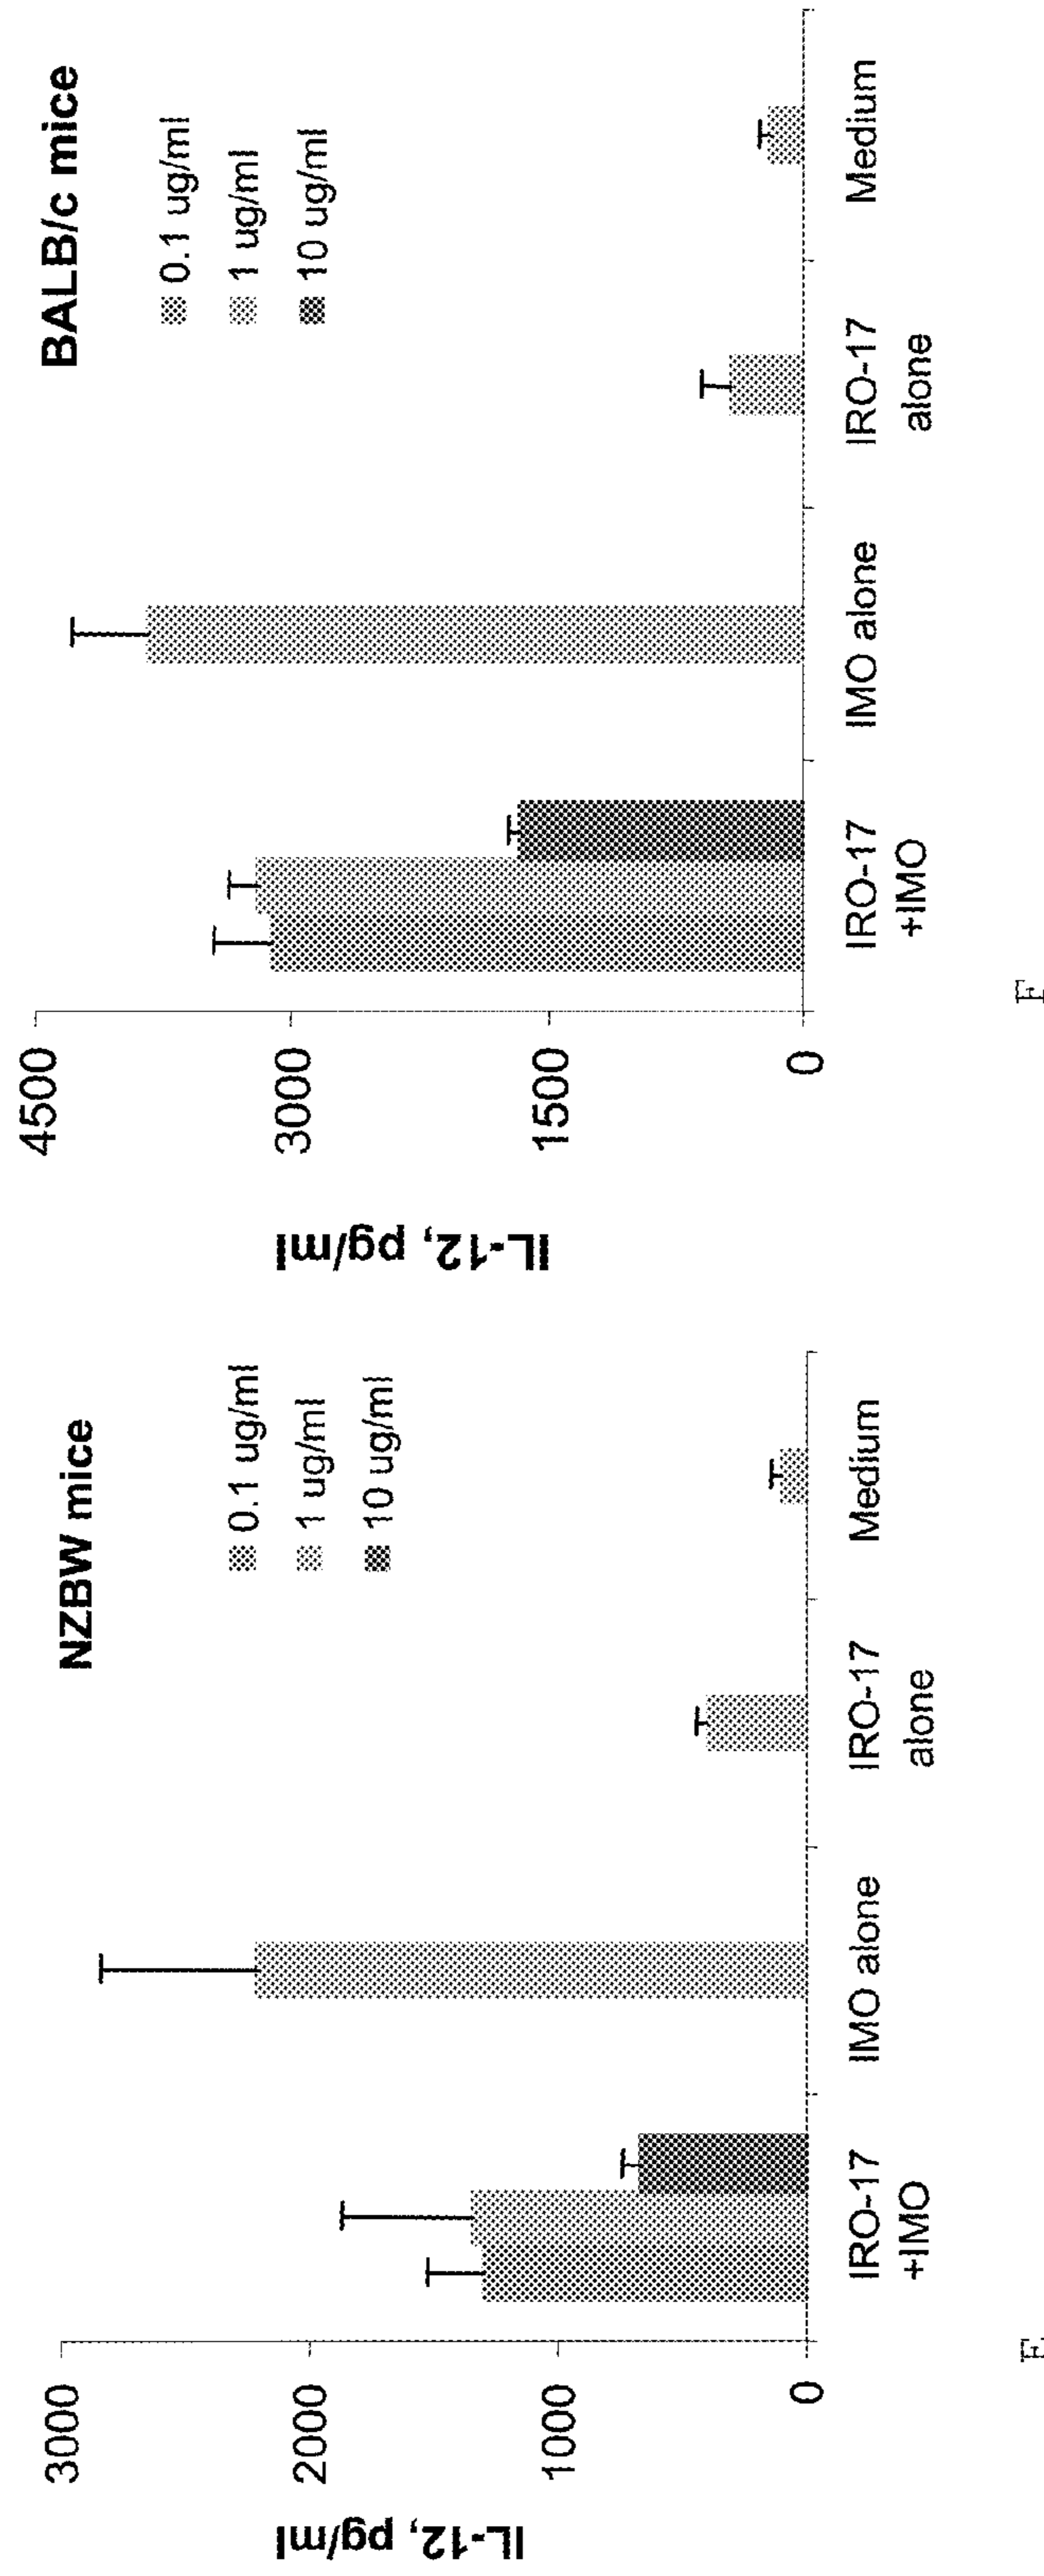 NZBW mice
0.1 ug/ml
1 ug/ml
10 ug/ml
IL-12, pg/ml
3000
2000
1000
0
IRO-17
+IMO
IMO alone
IRO-17
alone
Medium
BALB/c mice
0.1 ug/ml
1 ug/ml
10 ug/ml
IL-12, pg/ml
4500
3000
1500
0
IRO-17
+IMO
IMO alone
IRO-17
alone
Medium